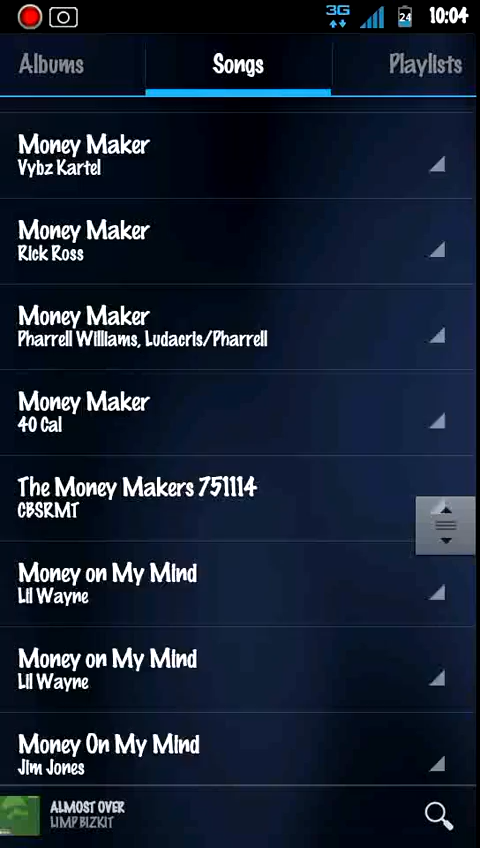 3G 24 10:04
Albums Songs Playlists
Money Maker
Vybz Kartel
Money Maker
Rick Ross
Money Maker
Pharrell Williams, Ludacris/Pharrell
Money Maker
40 Cal
The Money Makers 751114
CBSRMT
Money on My Mind
Lil Wayne
Money on My Mind
Lil Wayne
Money On My Mind
Jim Jones
ALMOST OVER
LIMP BIZKIT